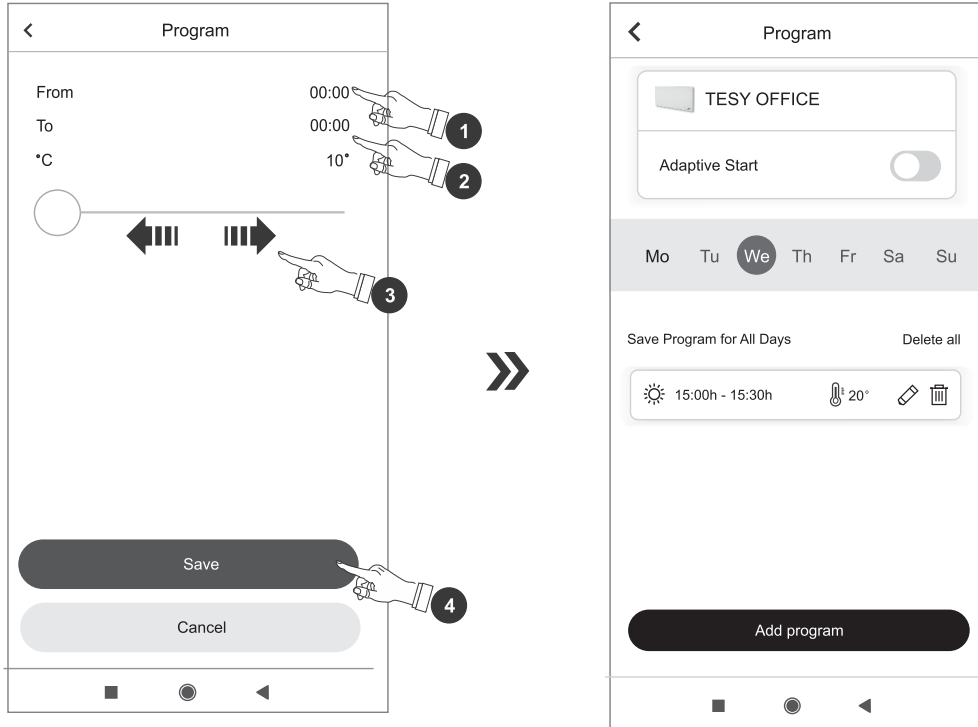 Program
From 00:00
To 00:00
°C 10°
1
2
3
Save
4
Cancel
Program
TESY OFFICE
Adaptive Start
Mo Tu We Th Fr Sa Su
Save Program for All Days Delete all
15:00h - 15:30h 20°
Add program